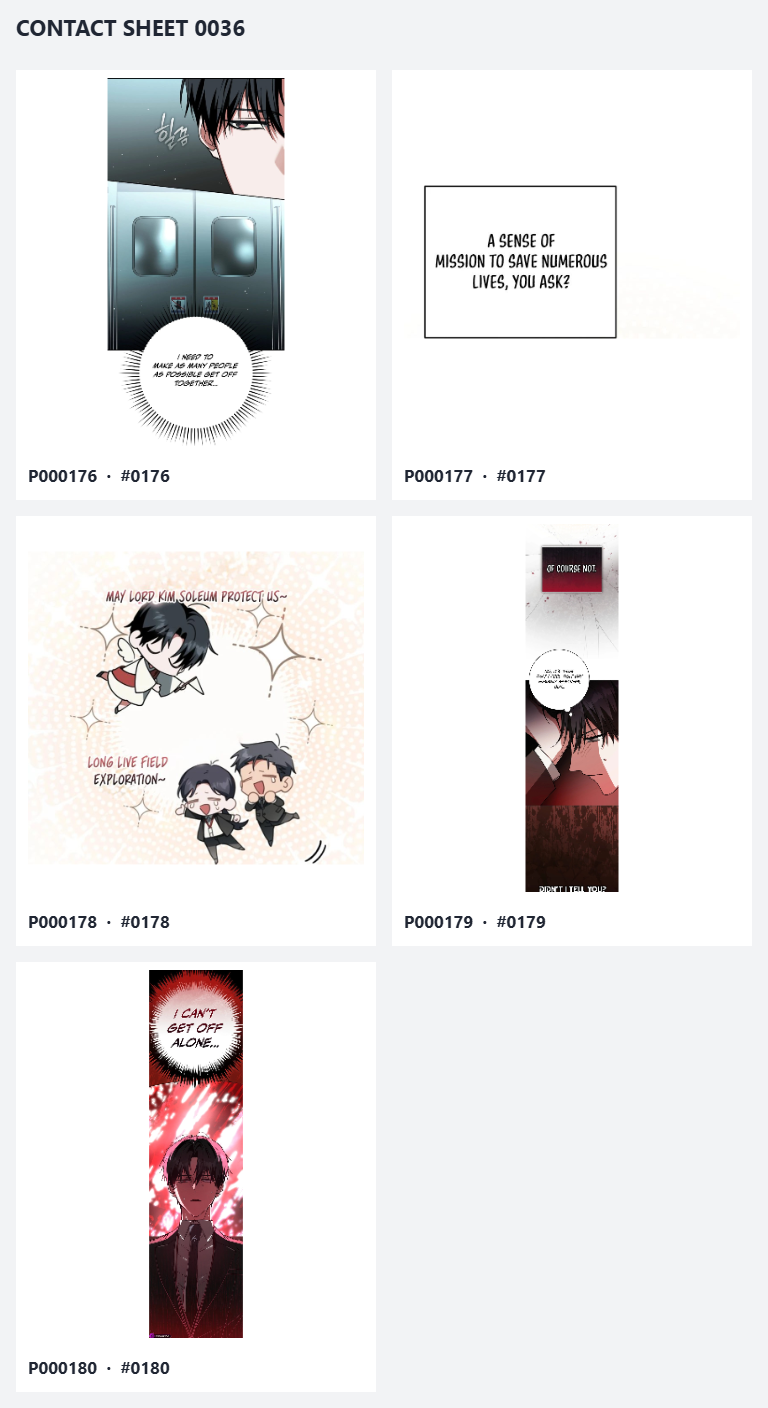 CONTACT SHEET 0036
힐끔
I NEED TO
MAKE AS MANY PEOPLE
AS POSSIBLE GET OFF
TOGETHER...
P000176 · #0176
A SENSE OF
MISSION TO SAVE NUMEROUS
LIVES, YOU ASK?
P000177 · #0177
MAY LORD KIM SOLEUM PROTECT US~
LONG LIVE FIELD
EXPLORATION~
P000178 · #0178
OF COURSE NOT.
DIDN'T I TELL YOU?
P000179 · #0179
I CAN'T
GET OFF
ALONE...
P000180 · #0180